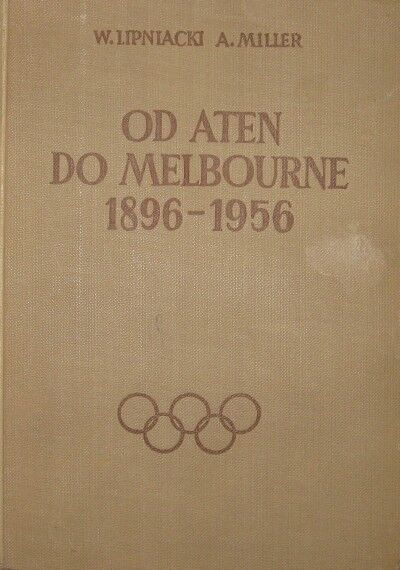 W. LIPNIACKI A. MILLER
OD ATEN
DO MELBOURNE
1896-1956